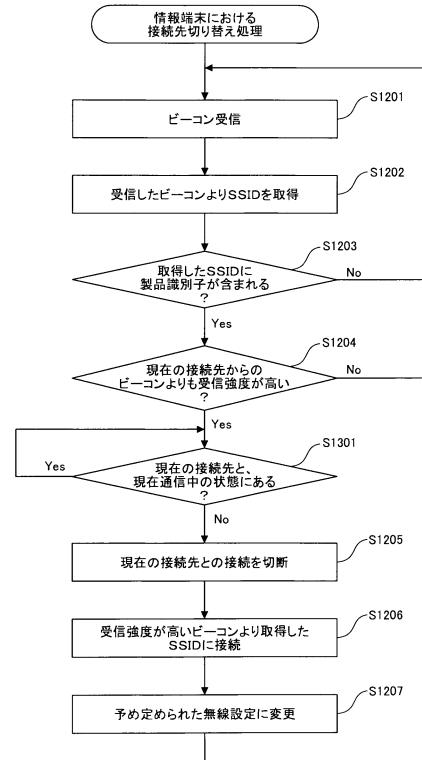 情報端末における
接続先切り替え処理
S1201
ビーコン受信
S1202
受信したビーコンよりSSIDを取得
S1203
取得したSSIDに
製品識別子が含まれる
?
No
Yes
S1204
現在の接続先からの
ビーコンよりも受信強度が高い
?
No
Yes
S1301
現在の接続先と、
現在通信中の状態にある
?
Yes
No
S1205
現在の接続先との接続を切断
S1206
受信強度が高いビーコンより取得した
SSIDに接続
S1207
予め定められた無線設定に変更